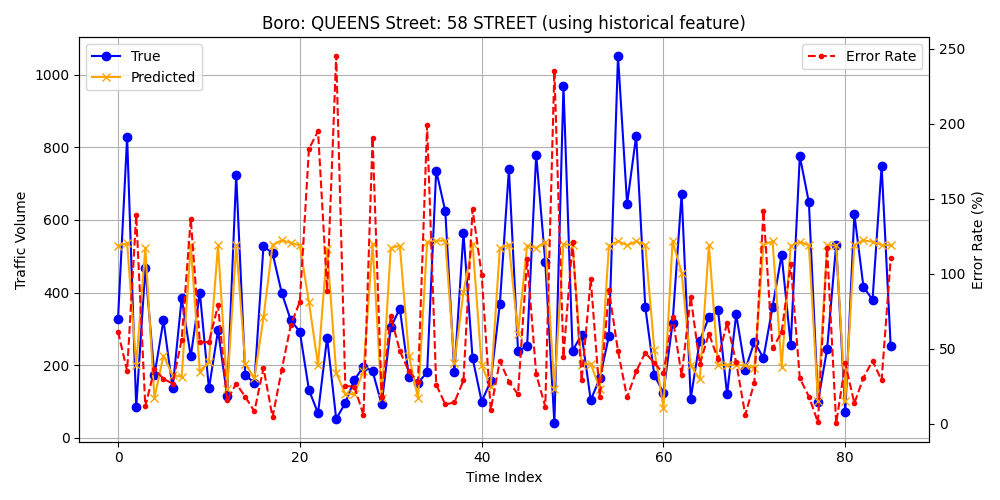 Boro: QUEENS Street: 58 STREET (using historical feature)
True
Predicted
Error Rate
Traffic Volume
1000
800
600
400
200
0
250
200
150
100
50
0
Error Rate (%)
0 20 40 60 80
Time Index